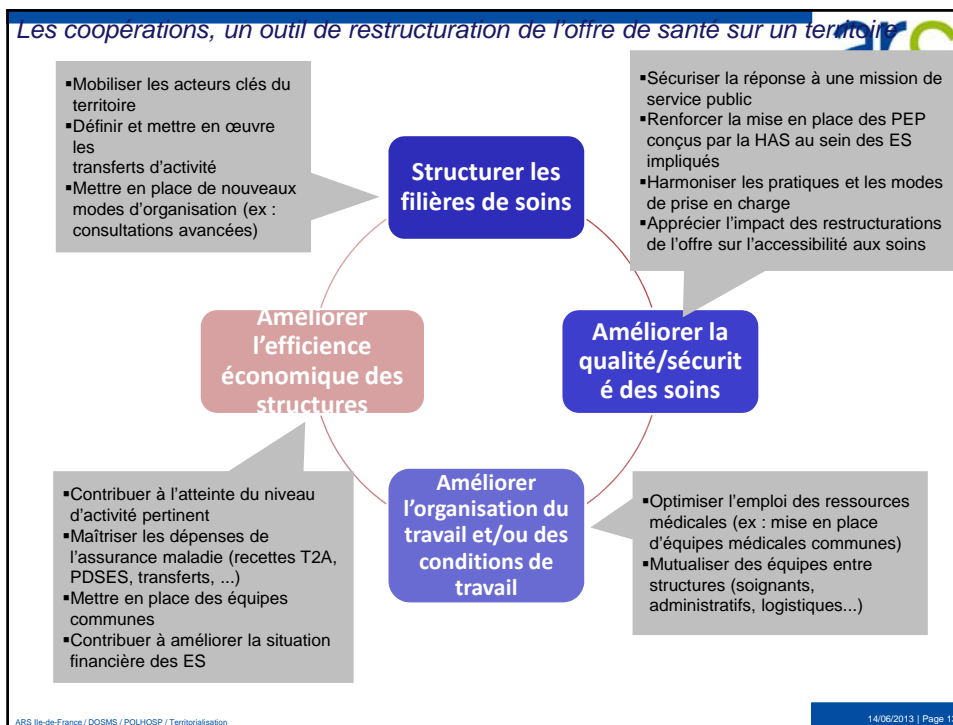 Les coopérations, un outil de restructuration de l'offre de santé sur un territoire
ars
▪Mobiliser les acteurs clés du
territoire
▪Définir et mettre en œuvre
les
transferts d'activité
▪Mettre en place de nouveaux
modes d'organisation (ex :
consultations avancées)
▪Sécuriser la réponse à une mission de
service public
▪Renforcer la mise en place des PEP
conçus par la HAS au sein des ES
impliqués
▪Harmoniser les pratiques et les modes
de prise en charge
▪Apprécier l'impact des restructurations
de l'offre sur l'accessibilité aux soins
Structurer les
filières de soins
Améliorer
l'efficience
économique des
structures
Améliorer la
qualité/sécurit
é des soins
Améliorer
l'organisation du
travail et/ou des
conditions de
travail
▪Contribuer à l'atteinte du niveau
d'activité pertinent
▪Maîtriser les dépenses de
l'assurance maladie (recettes T2A,
PDSES, transferts, ...)
▪Mettre en place des équipes
communes
▪Contribuer à améliorer la situation
financière des ES
▪Optimiser l'emploi des ressources
médicales (ex : mise en place
d'équipes médicales communes)
▪Mutualiser des équipes entre
structures (soignants,
administratifs, logistiques...)
ARS Ile-de-France / DOSMS / POLHOSP / Territorialisation
14/06/2013 | Page 13